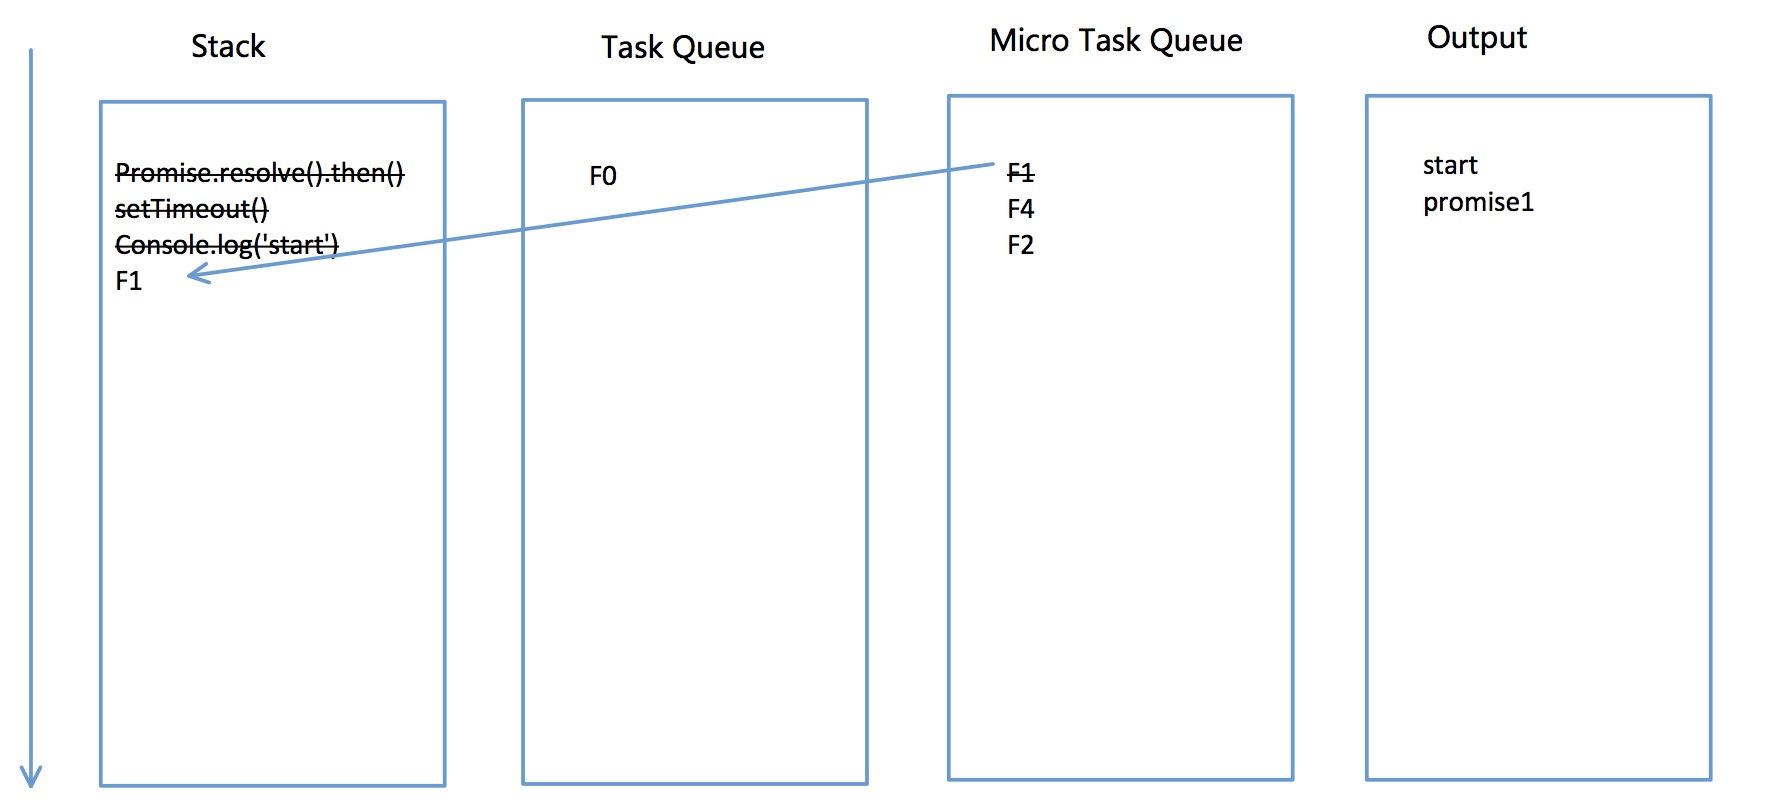 Stack
Promise.resolve().then()
setTimeout()
Console.log('start')
F1
Task Queue
F0
Micro Task Queue
F1
F4
F2
Output
start
promise1